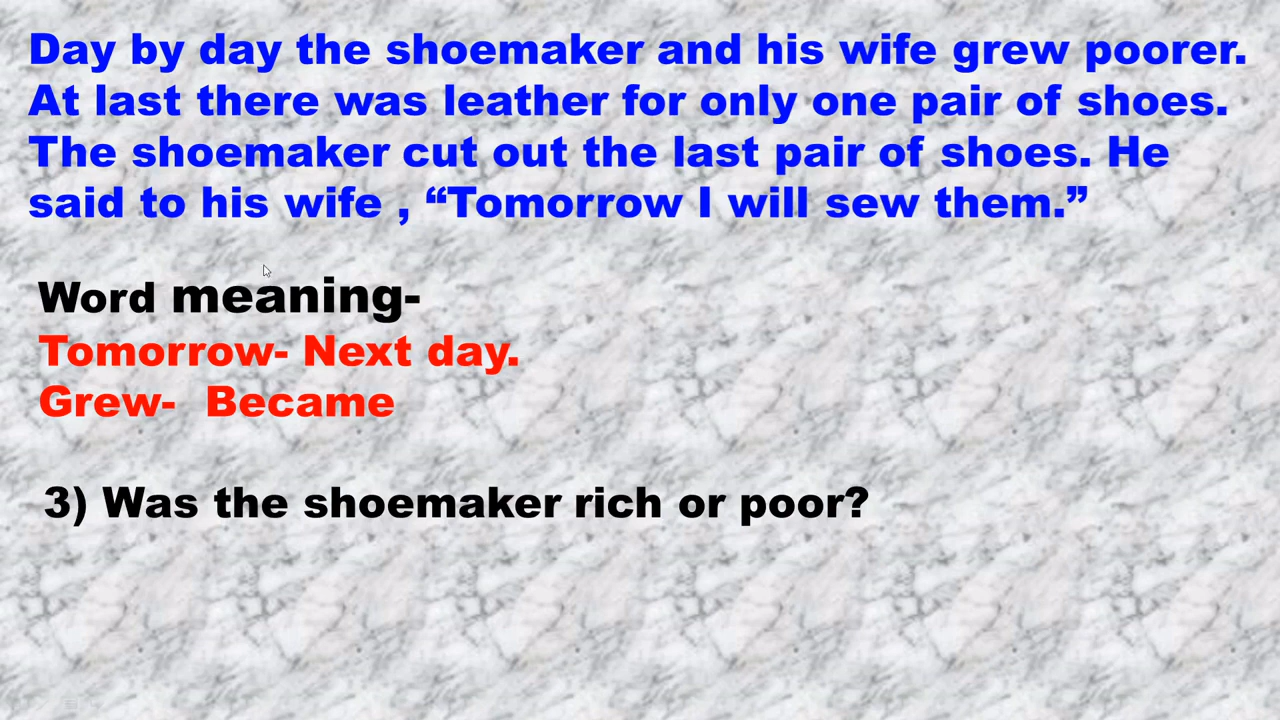 Day by day the shoemaker and his wife grew poorer.
At last there was leather for only one pair of shoes.
The shoemaker cut out the last pair of shoes. He
said to his wife , “Tomorrow I will sew them.”
Word meaning-
Tomorrow- Next day.
Grew-  Became
3) Was the shoemaker rich or poor?